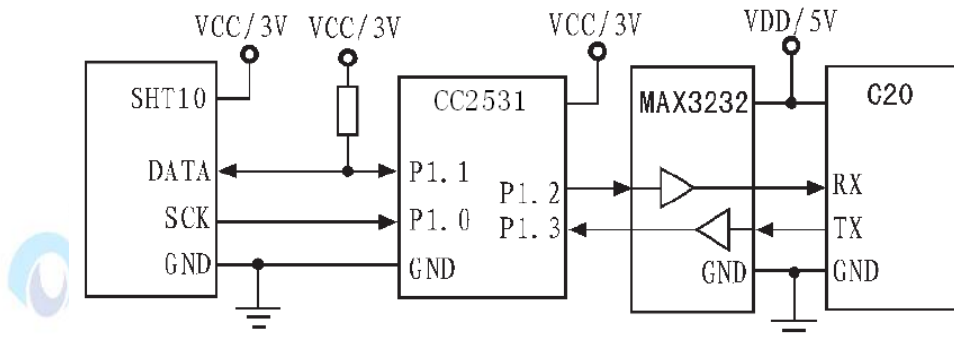 VCC/3V
VCC/3V
VCC/3V
VDD/5V
SHT10
CC2531
MAX3232
C20
DATA
P1.1
P1.2
RX
SCK
P1.0
P1.3
TX
GND
GND
GND
GND